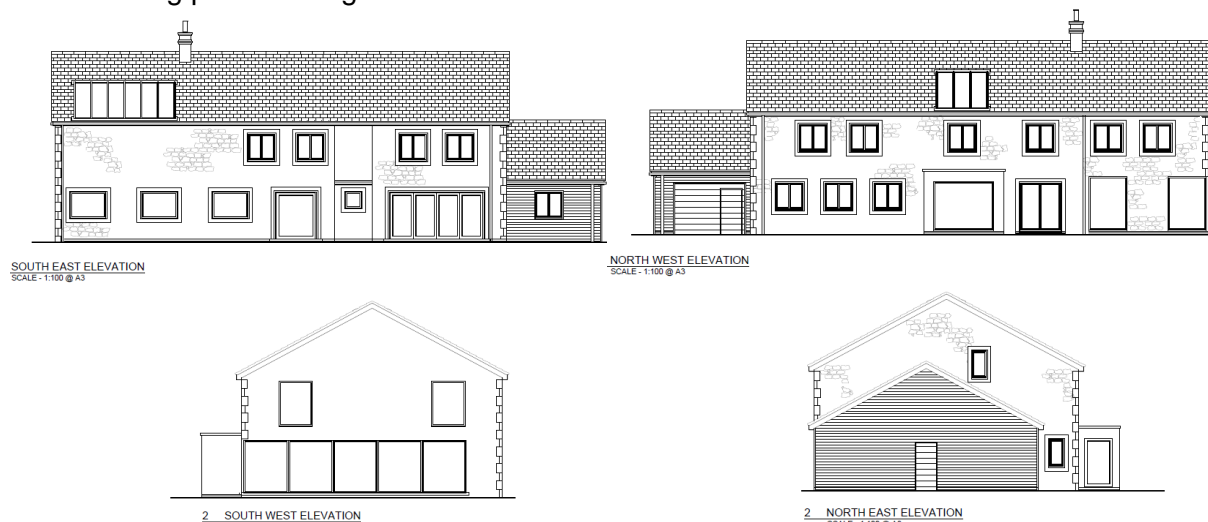 SOUTH EAST ELEVATION
SCALE - 1:100 @ A3
NORTH WEST ELEVATION
SCALE - 1:100 @ A3
2 SOUTH WEST ELEVATION
2 NORTH EAST ELEVATION